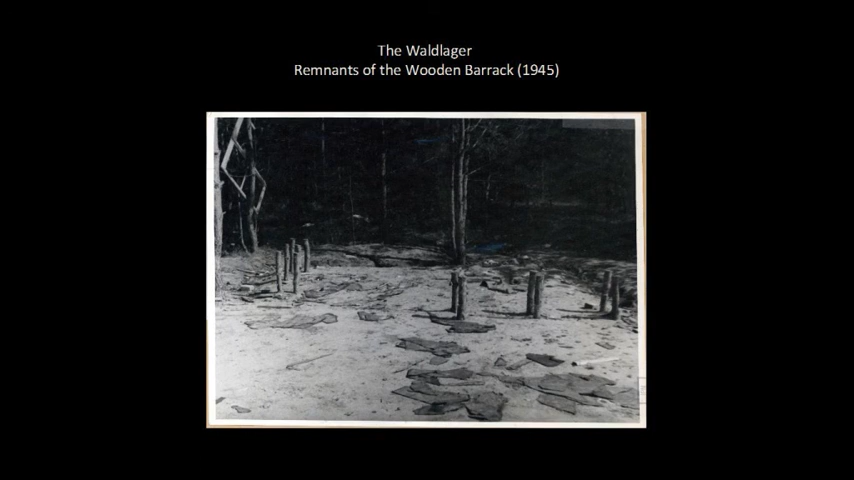 The Waldlager
Remnants of the Wooden Barrack (1945)